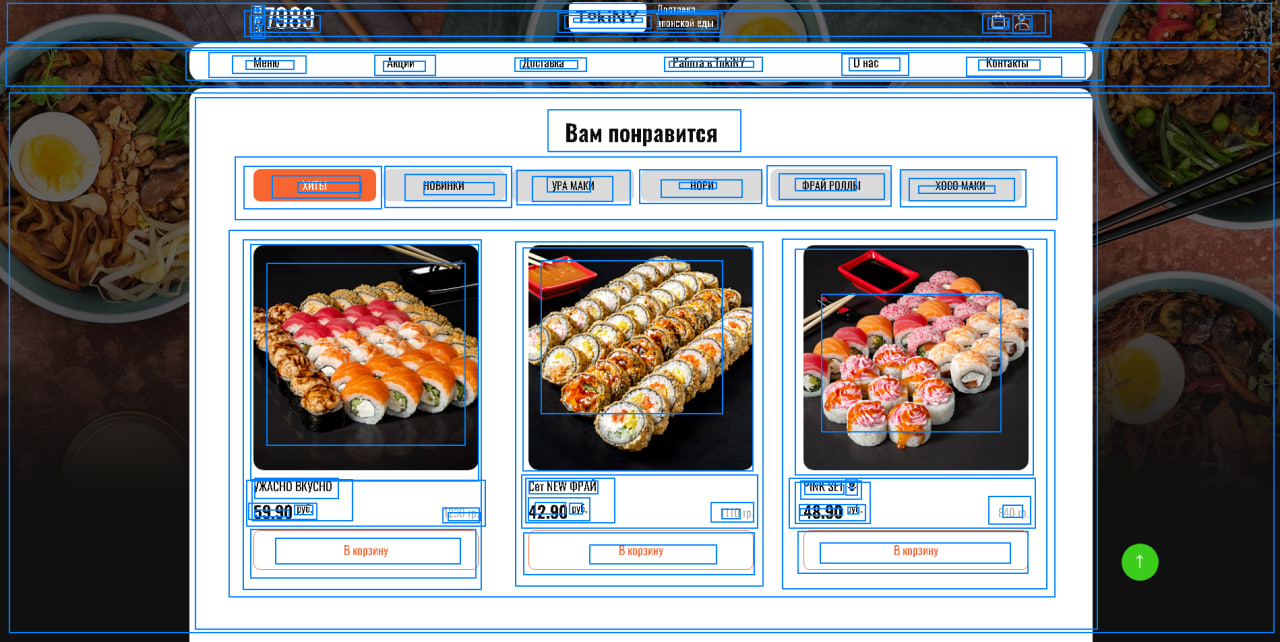 7989
TokiNY
Доставка
японской еды
Меню
Акции
Доставка
Работа в TokiNY
О нас
Контакты
Вам понравится
ХИТЫ
НОВИНКИ
УРА МАКИ
НОРИ
ФРАЙ РОЛЛЫ
ХОСО МАКИ
УЖАСНО ВКУСНО
59.90 руб.
1250 гр.
В корзину
Сет NEW ФРАЙ
42.90 руб.
1110 гр.
В корзину
PINK SET
48.90 руб.
840 гр.
В корзину
↑